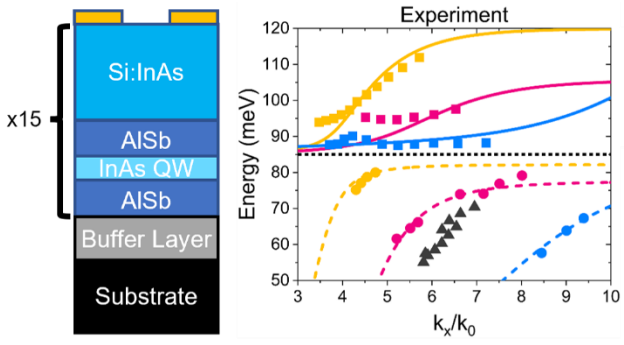 x15
Si:InAs
AlSb
InAs QW
AlSb
Buffer Layer
Substrate
Experiment
Energy (meV)
120
110
100
90
80
70
60
50
3 4 5 6 7 8 9 10
kₓ/k₀